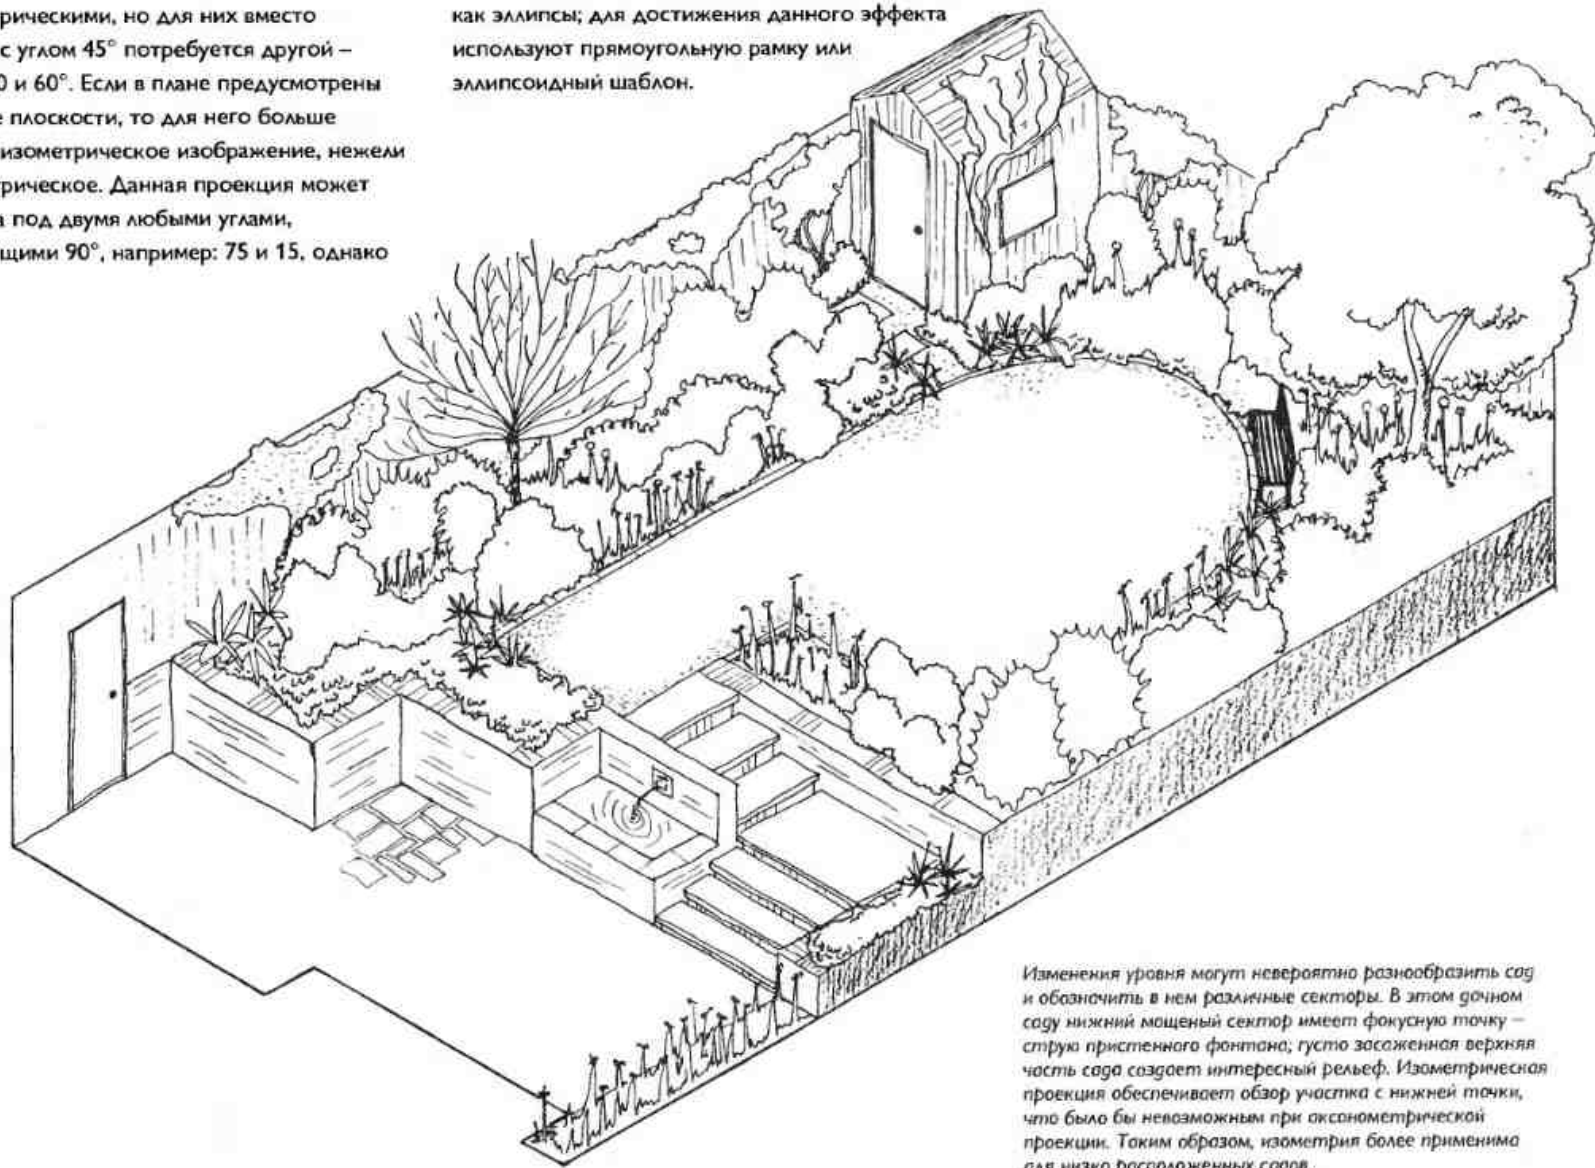 рическими, но для них вместо
с углом 45° потребуется другой –
0 и 60°. Если в плане предусмотрены
е плоскости, то для него больше
изометрическое изображение, нежели
рическое. Данная проекция может
а под двумя любыми углами,
щими 90°, например: 75 и 15, однако
как эллипсы; для достижения данного эффекта
используют прямоугольную рамку или
эллипсоидный шаблон.
Изменения уровня могут невероятно разнообразить сад
и обозначить в нем различные секторы. В этом дачном
саду нижний мощеный сектор имеет фокусную точку –
струю пристенного фонтана; густо засаженная верхняя
часть сада создает интересный рельеф. Изометрическая
проекция обеспечивает обзор участка с нижней точки,
что было бы невозможным при аксонометрической
проекции. Таким образом, изометрия более применима
для низко расположенных садов.